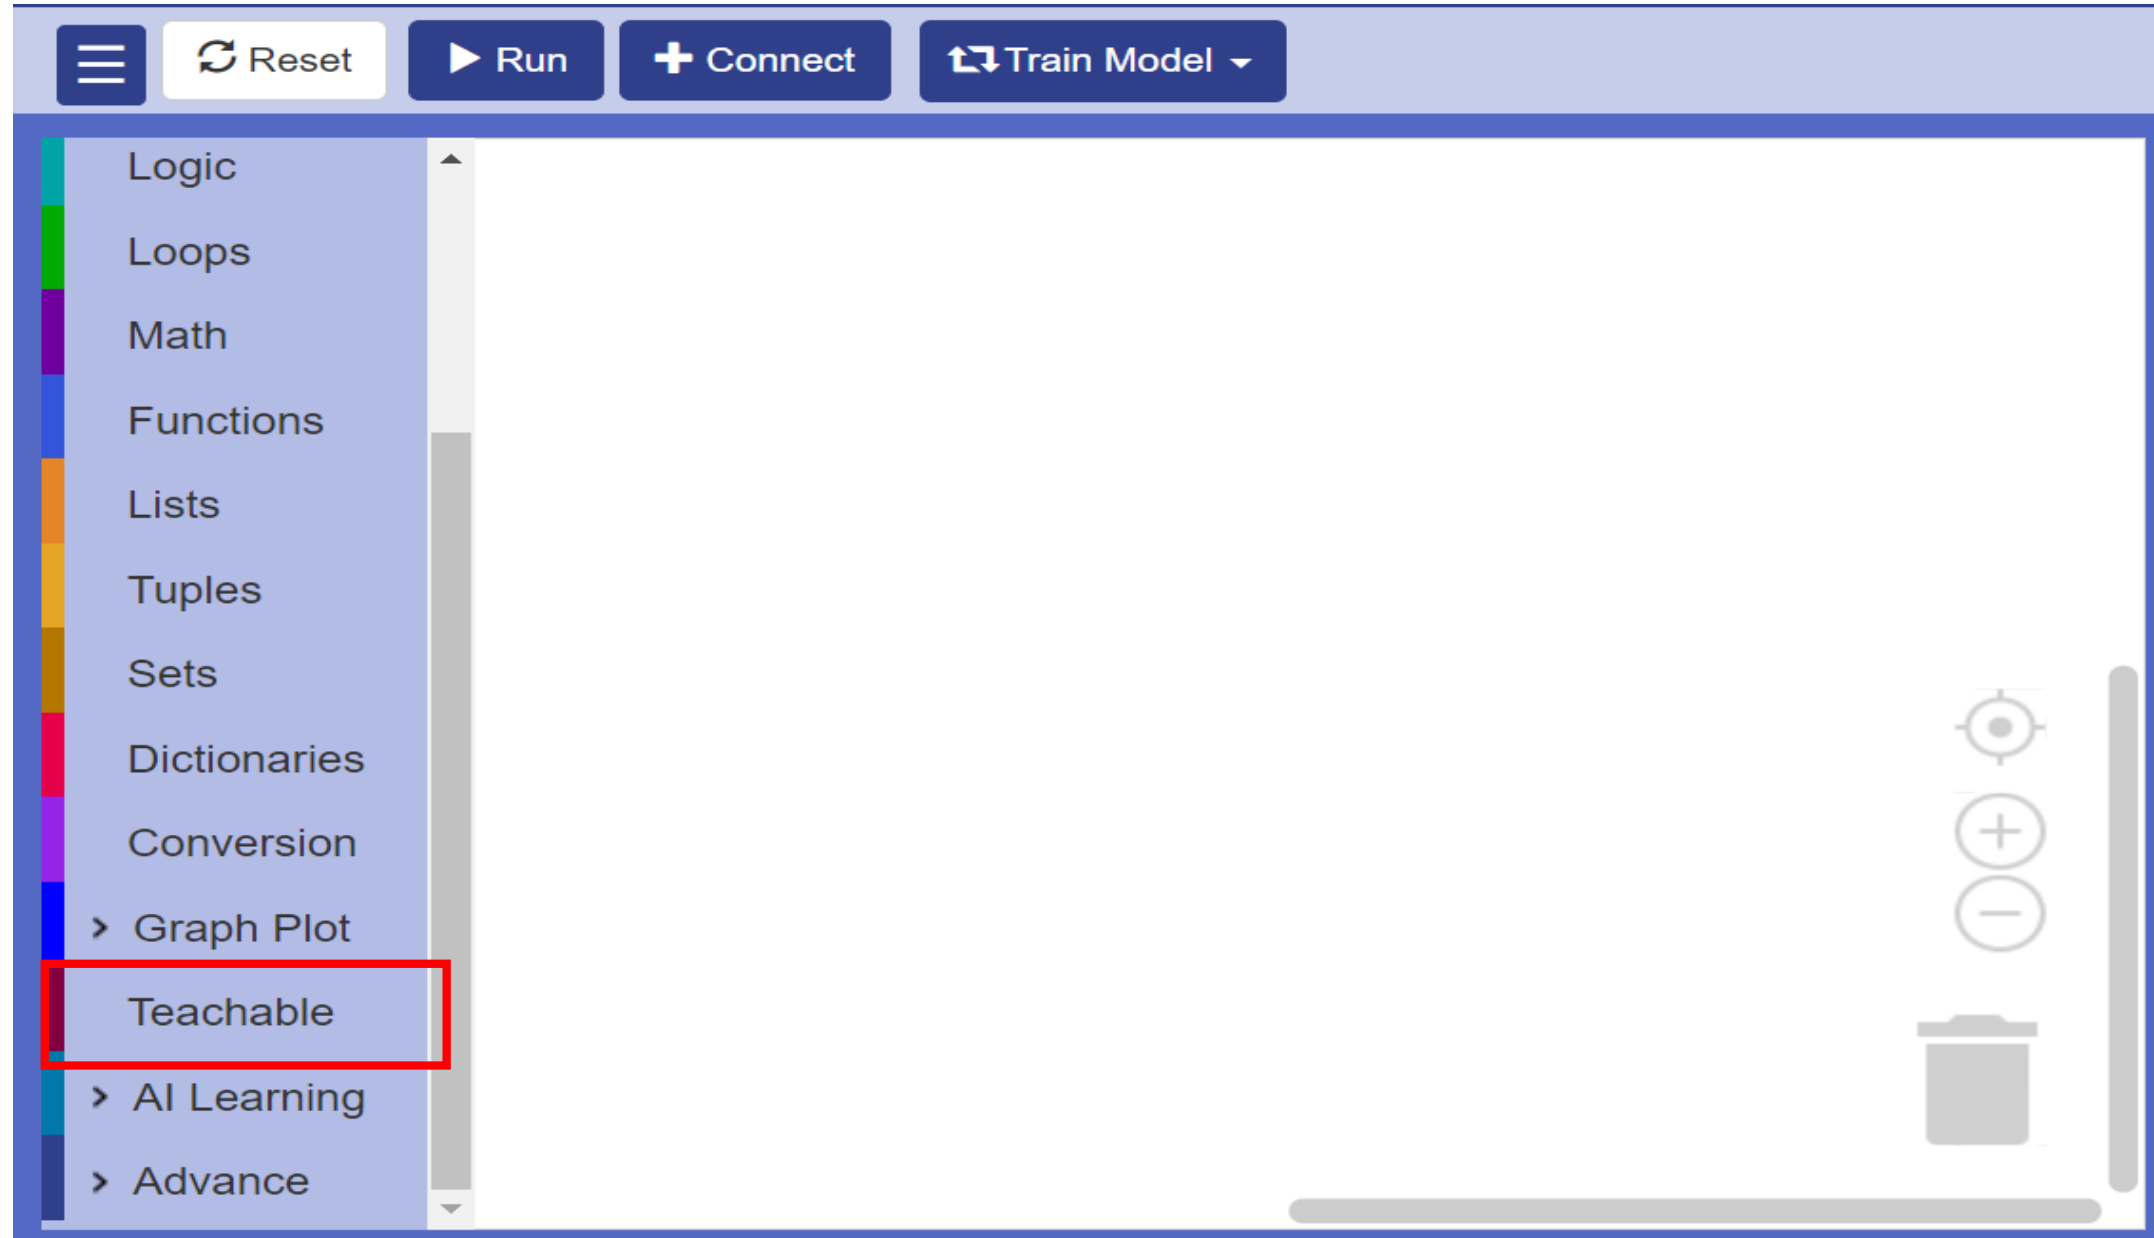 Reset
Run
Connect
Train Model
Logic
Loops
Math
Functions
Lists
Tuples
Sets
Dictionaries
Conversion
Graph Plot
Teachable
AI Learning
Advance